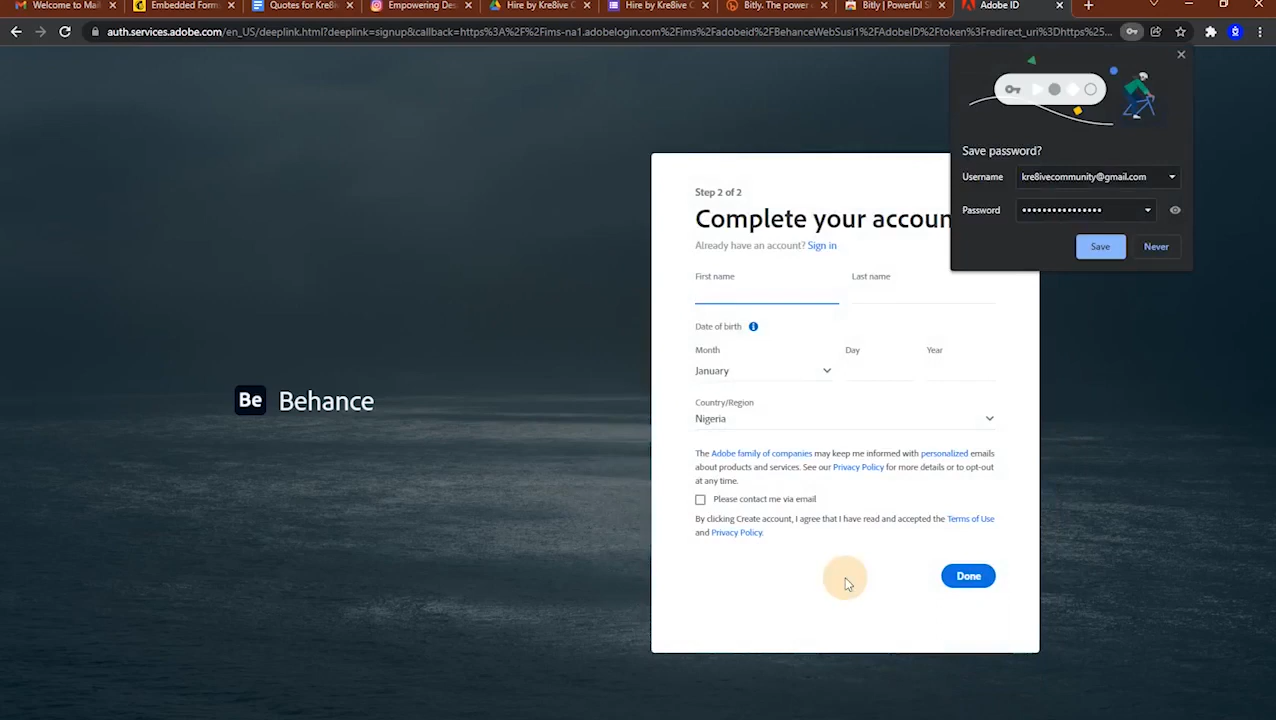 Welcome to Mail
Embedded Form
Quotes for Kre8iv
Empowering Des
Hire by Kre8ive C
Hire by Kre8ive C
Bitly. The power
Bitly | Powerful S
Adobe ID
auth.services.adobe.com/en_US/deeplink.html?deeplink=signup&callback=https%3A%2F%2Fims-na1.adobelogin.com%2Fims%2Fadobeid%2FBehanceWebSusi1%2FAdobeID%2Ftoken%3Fredirect_uri%3Dhttps%25...
Save password?
Username kre8ivecommunity@gmail.com
Password ••••••••••••••••
Save Never
Step 2 of 2
Complete your accoun
Already have an account? Sign in
First name Last name
Date of birth
Month Day Year
January
Country/Region
Nigeria
The Adobe family of companies may keep me informed with personalized emails
about products and services. See our Privacy Policy for more details or to opt-out
at any time.
Please contact me via email
By clicking Create account, I agree that I have read and accepted the Terms of Use
and Privacy Policy.
Done
Be Behance